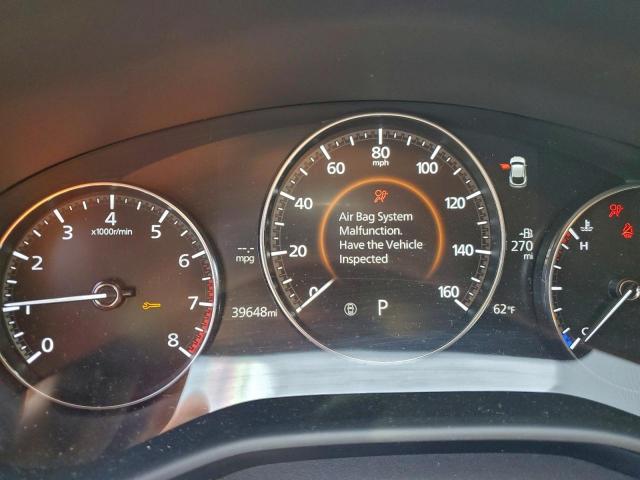 80
mph
60
100
40
120
20
140
0
160
Air Bag System
Malfunction.
Have the Vehicle
Inspected
P
4
x1000r/min
3
5
2
6
1
7
0
8
--.-
mpg
39648mi
270
mi
62°F
H
C